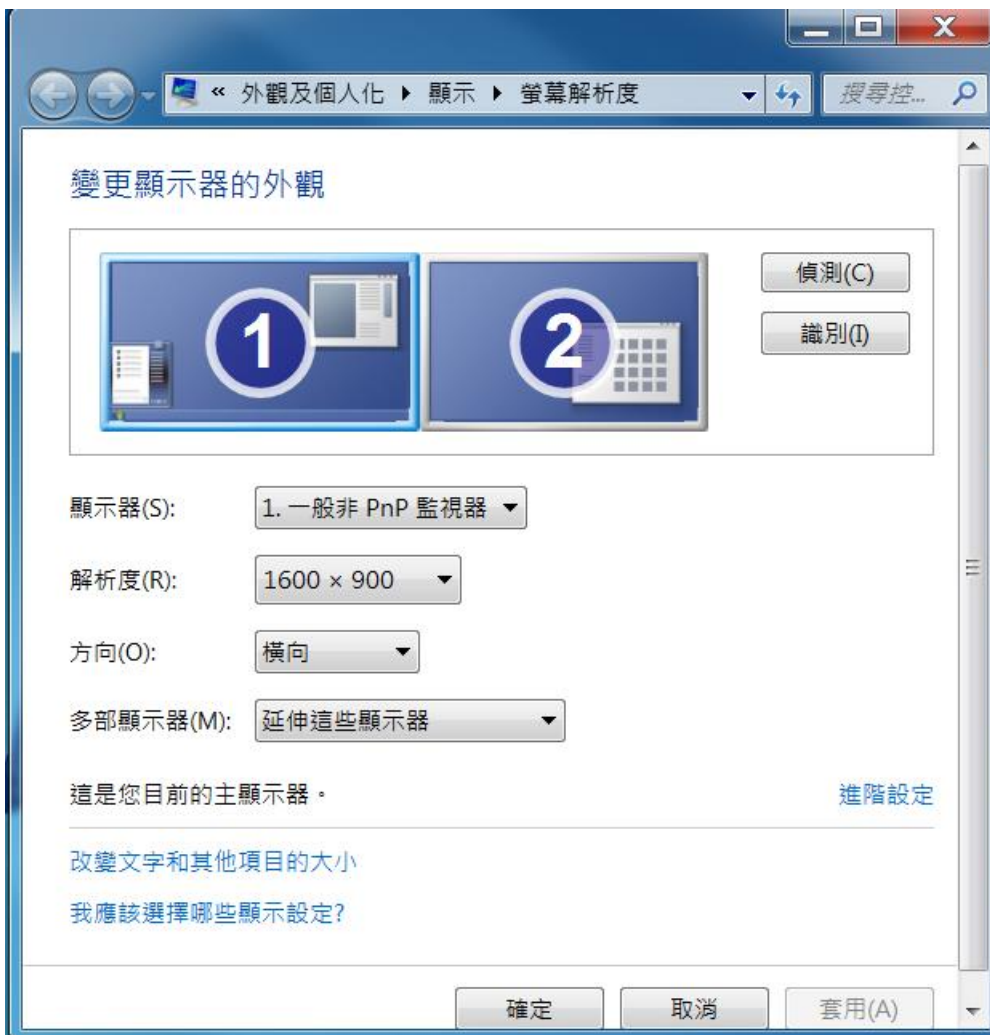 « 外觀及個人化 ▶ 顯示 ▶ 螢幕解析度 搜尋控...
變更顯示器的外觀
1 2
偵測(C)
識別(I)
顯示器(S): 1. 一般非 PnP 監視器
解析度(R): 1600 × 900
方向(O): 橫向
多部顯示器(M): 延伸這些顯示器
這是您目前的主顯示器。 進階設定
改變文字和其他項目的大小
我應該選擇哪些顯示設定?
確定 取消 套用(A)